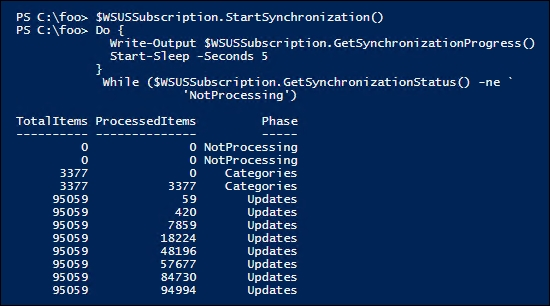 PS C:\foo> $WSUSSubscription.StartSynchronization()
PS C:\foo> Do {
Write-Output $WSUSSubscription.GetSynchronizationProgress()
Start-Sleep -Seconds 5
}
While ($WSUSSubscription.GetSynchronizationStatus() -ne `
'NotProcessing')
TotalItems ProcessedItems Phase
---------- -------------- -----
0 0 NotProcessing
0 0 NotProcessing
3377 0 Categories
3377 3377 Categories
95059 59 Updates
95059 420 Updates
95059 7859 Updates
95059 18224 Updates
95059 48196 Updates
95059 57677 Updates
95059 84730 Updates
95059 94994 Updates